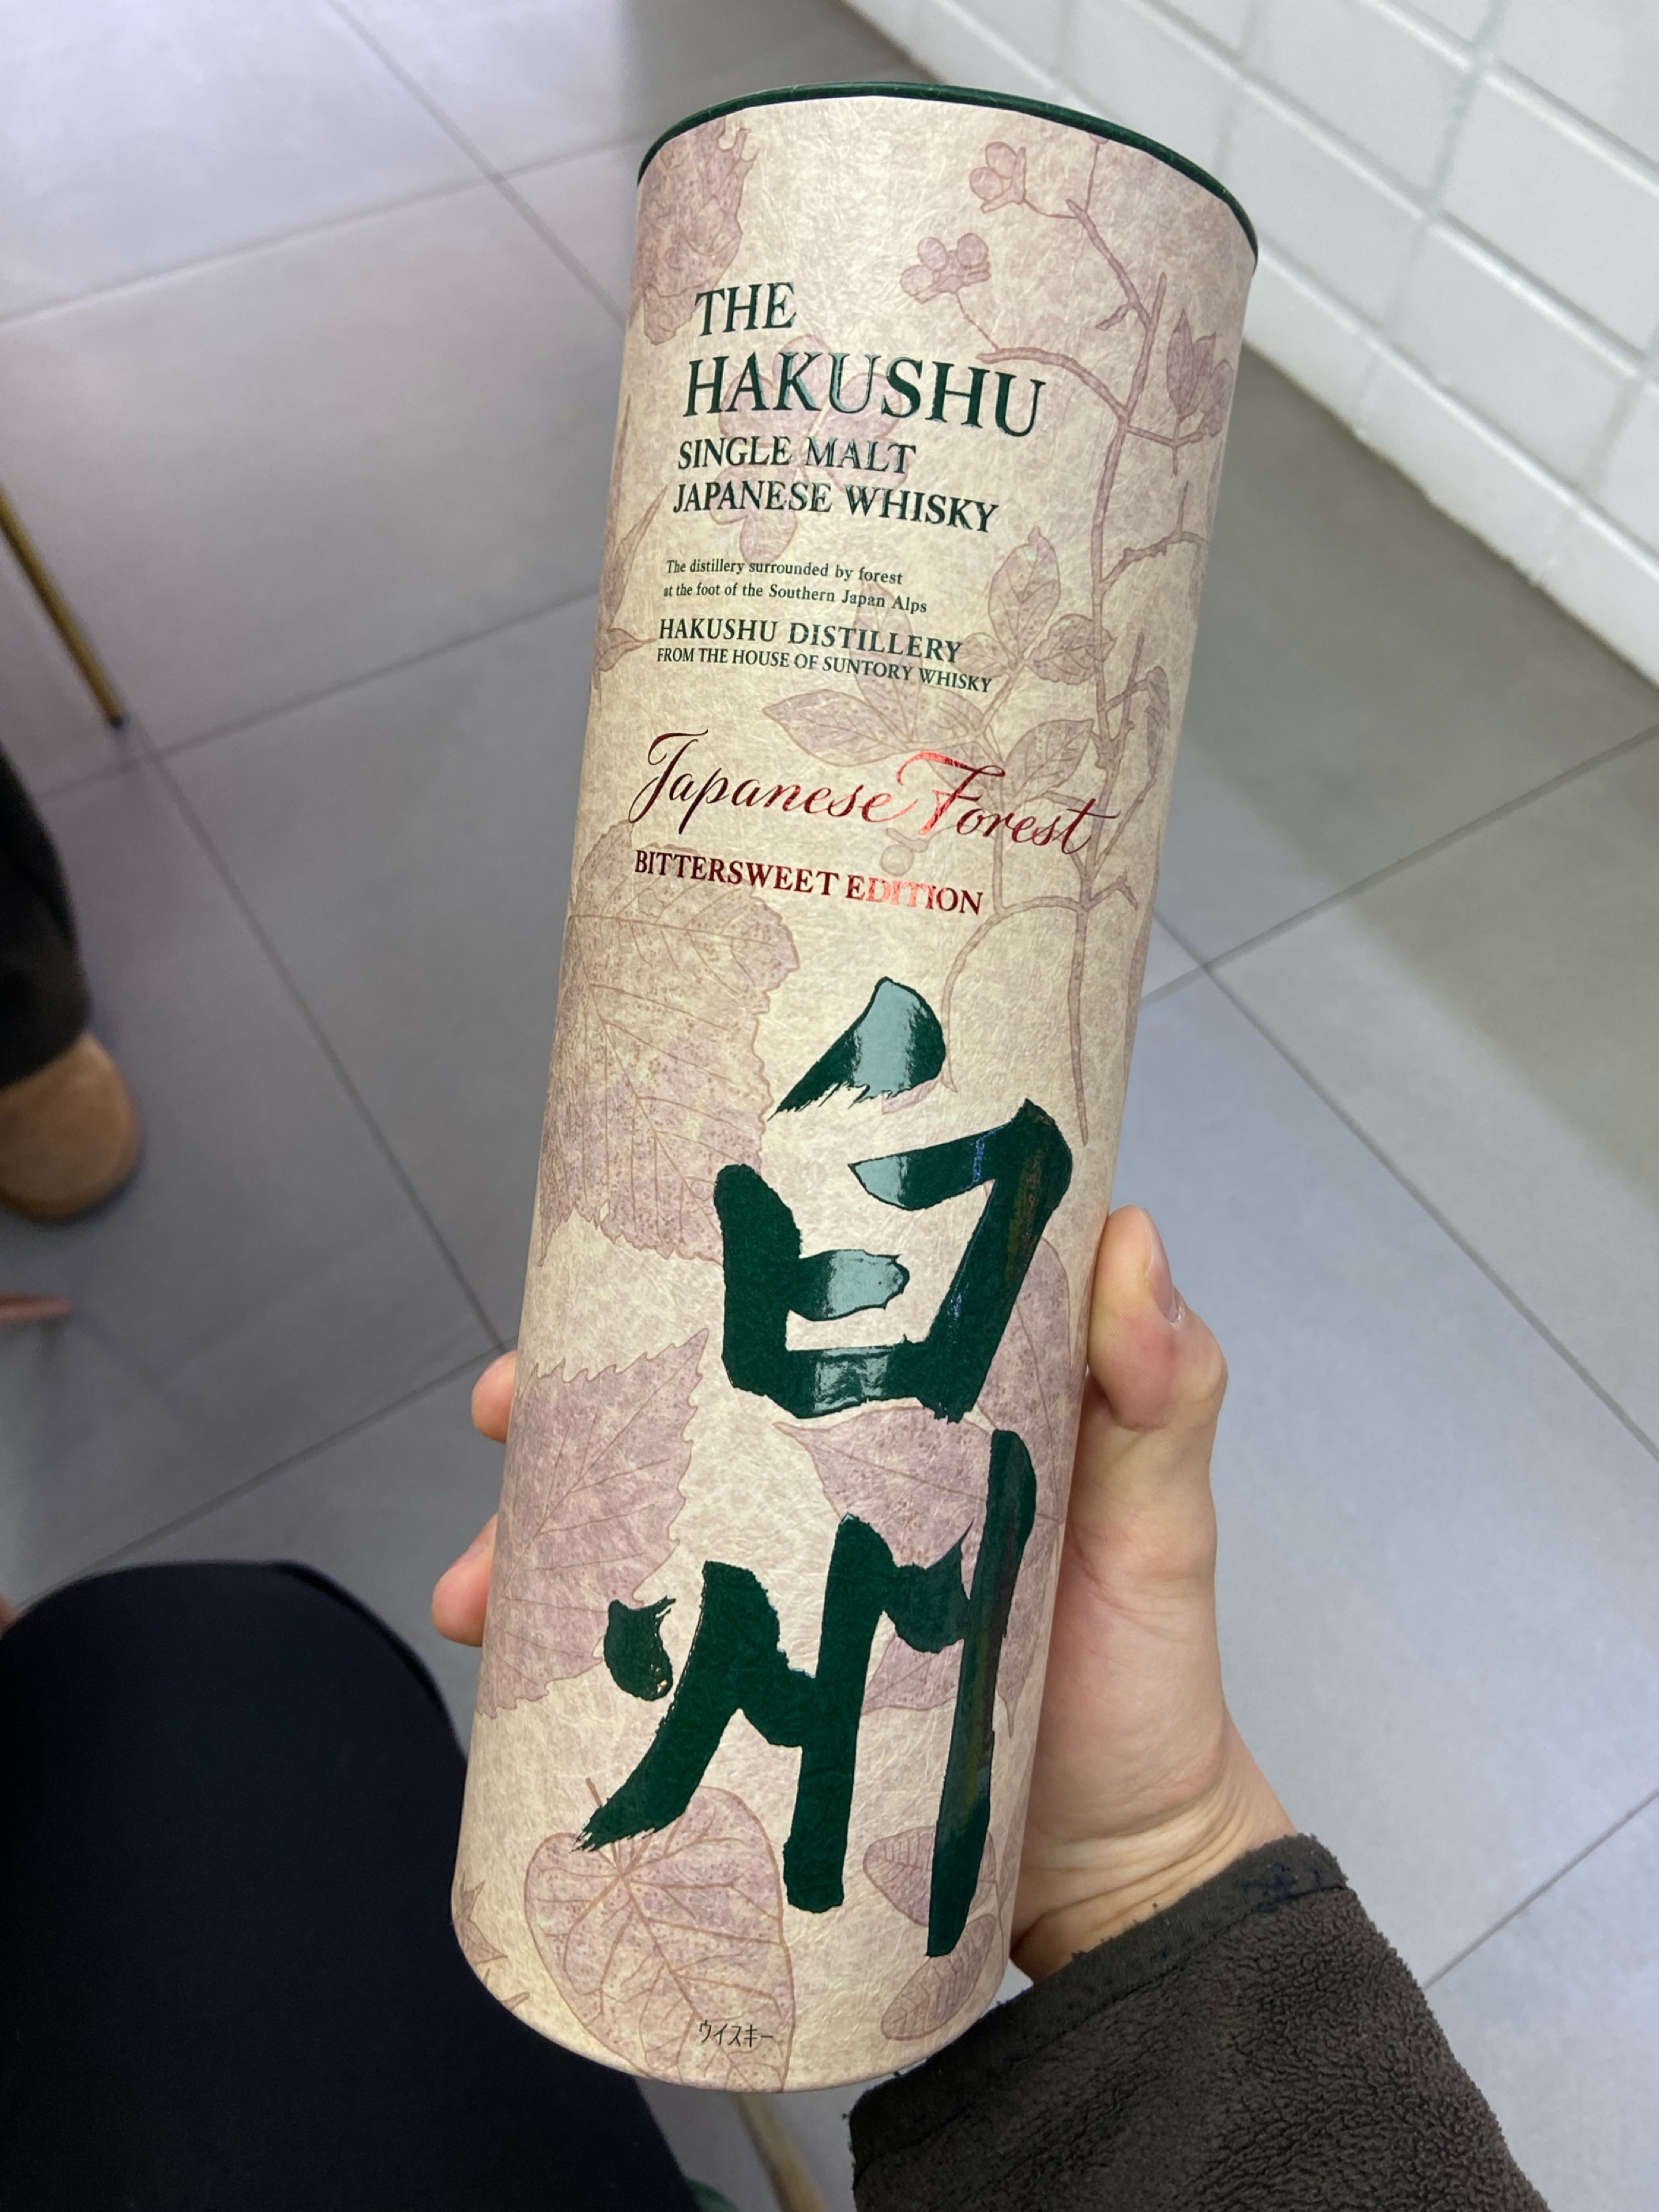 THE
HAKUSHU
SINGLE MALT
JAPANESE WHISKY
The distillery surrounded by forest
at the foot of the Southern Japan Alps
HAKUSHU DISTILLERY
FROM THE HOUSE OF SUNTORY WHISKY
Japanese Forest
BITTERSWEET EDITION
白
州
ウイスキー